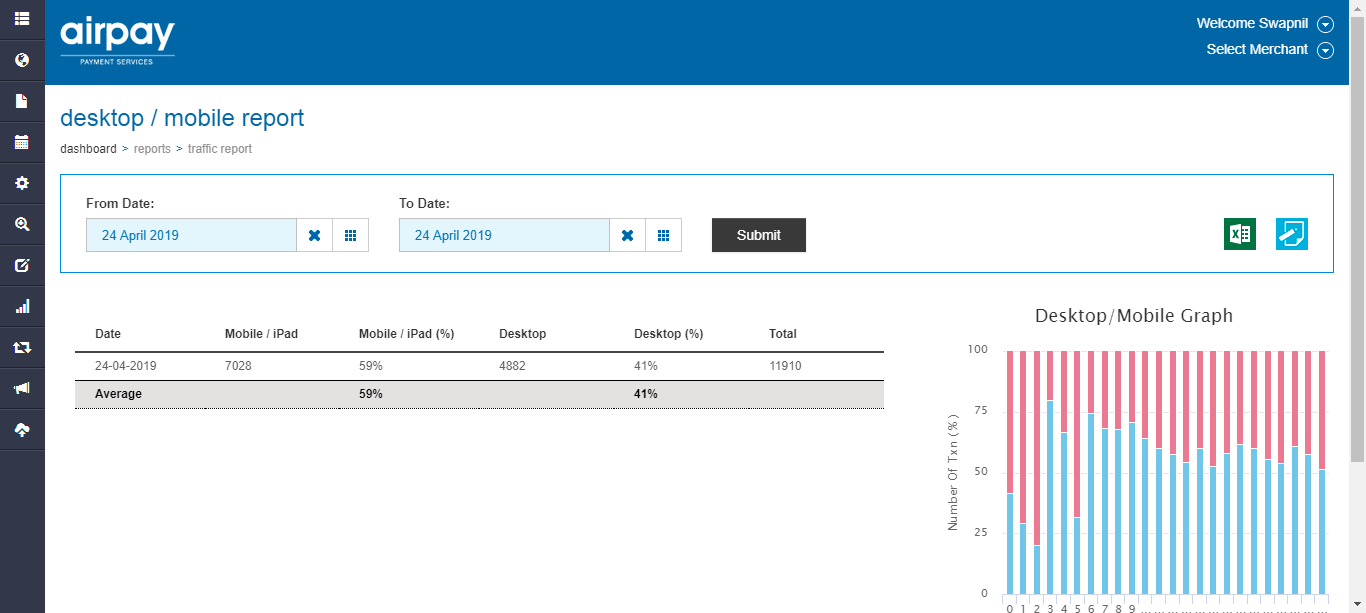 airpay
PAYMENT SERVICES
Welcome Swapnil
Select Merchant
desktop / mobile report
dashboard > reports > traffic report
From Date:
To Date:
24 April 2019
24 April 2019
Submit
Date Mobile / iPad Mobile / iPad (%) Desktop Desktop (%) Total
24-04-2019 7028 59% 4882 41% 11910
Average 59% 41%
Desktop/Mobile Graph
Number Of Txn (%)
100
75
50
25
0
0 1 2 3 4 5 6 7 8 9 ... ... ... ... ... ... ... ... ... ... ... ... ... ...